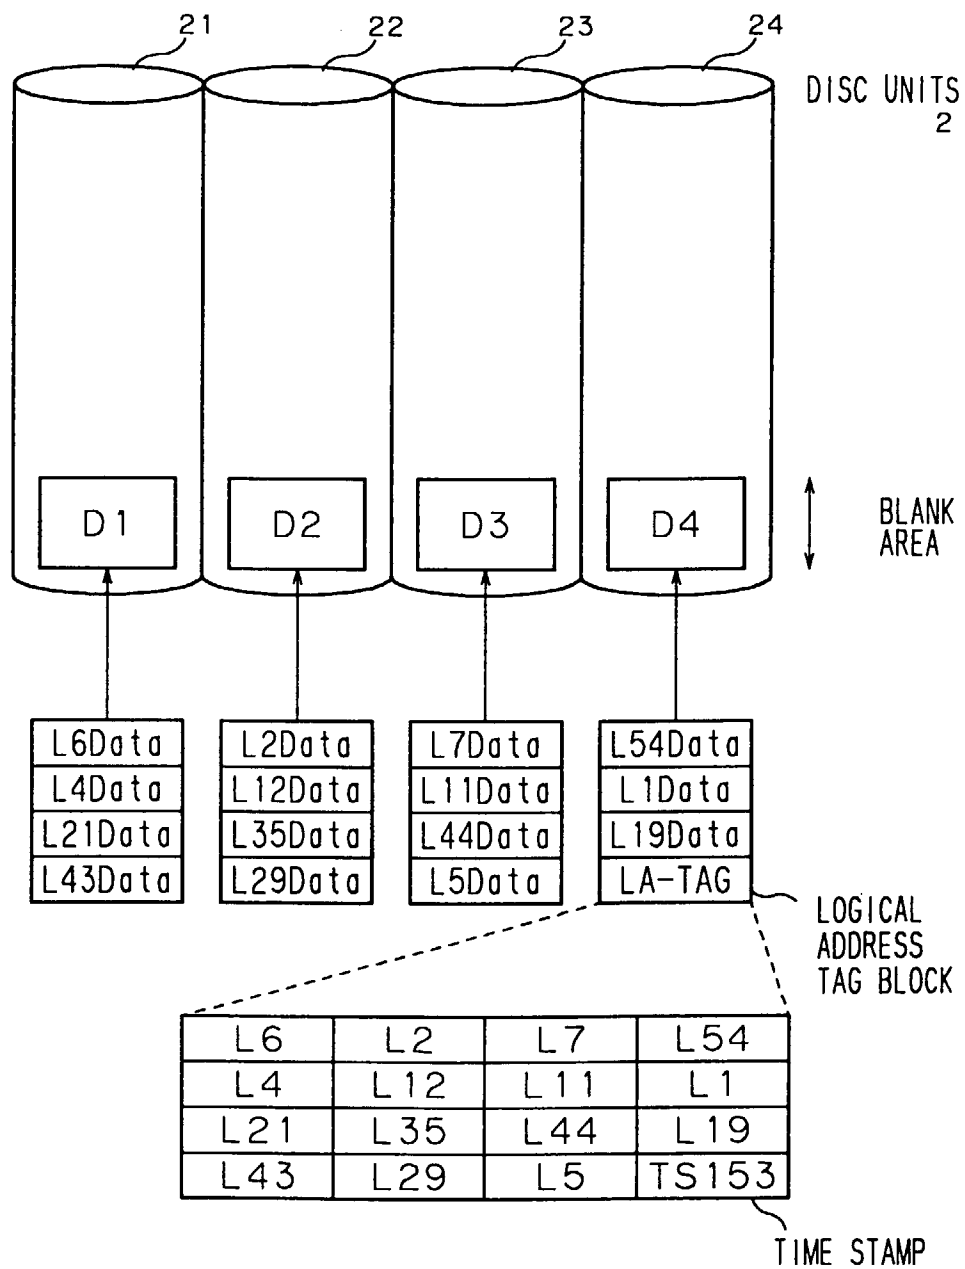 21 22 23 24
DISC UNITS
2
D1 D2 D3 D4
BLANK
AREA
L6Data L2Data L7Data L54Data
L4Data L12Data L11Data L1Data
L21Data L35Data L44Data L19Data
L43Data L29Data L5Data LA-TAG
LOGICAL
ADDRESS
TAG BLOCK
L6 L2 L7 L54
L4 L12 L11 L1
L21 L35 L44 L19
L43 L29 L5 TS153
TIME STAMP